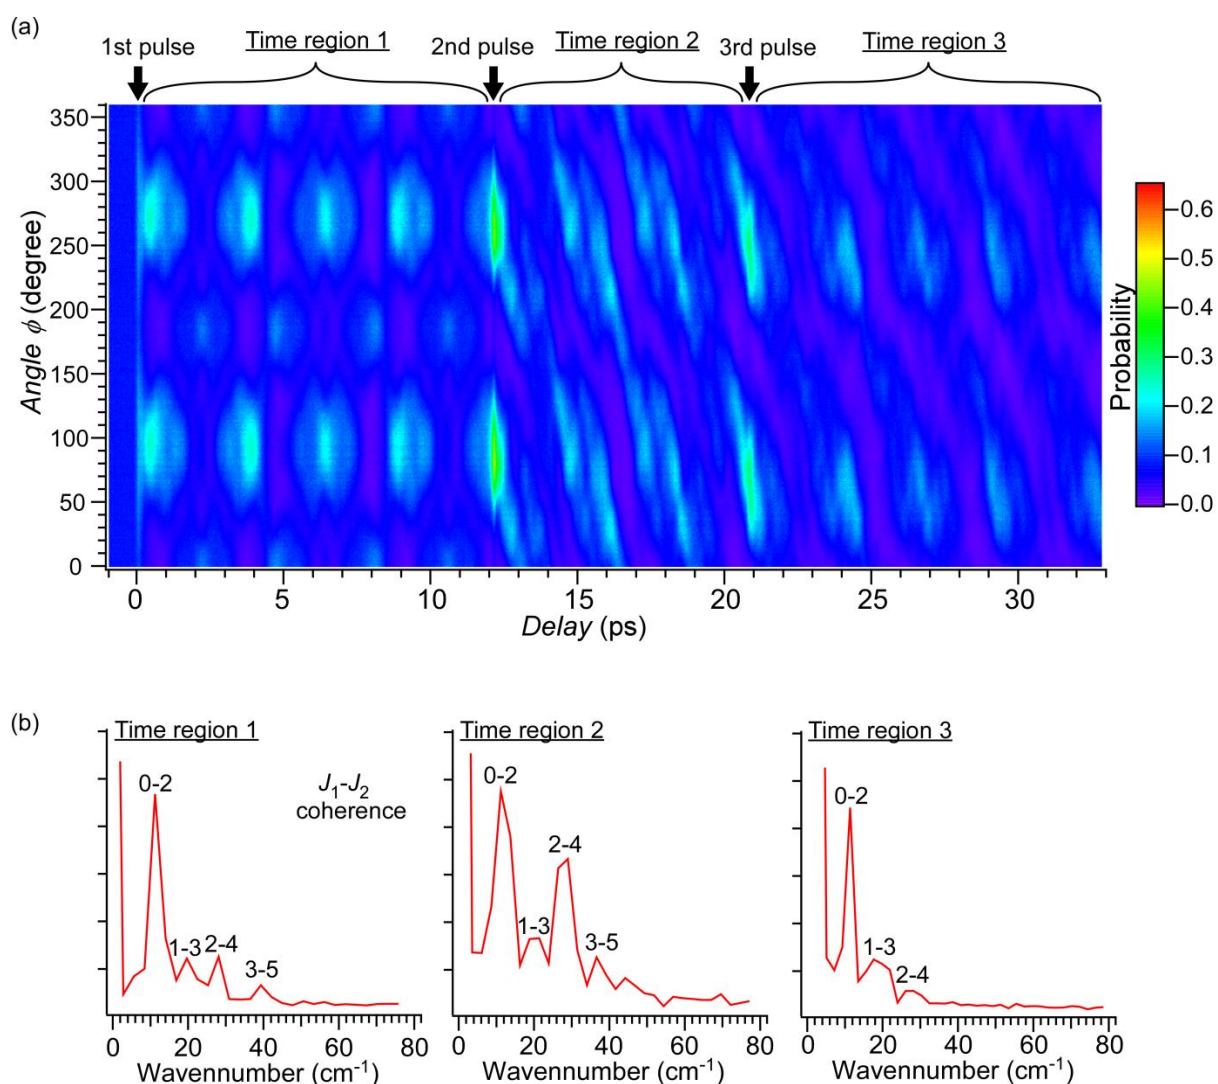 (a)
1st pulse
Time region 1
2nd pulse
Time region 2
3rd pulse
Time region 3
Angle ϕ (degree)
350
300
250
200
150
100
50
0
0
5
10
15
20
25
30
Delay (ps)
Probability
0.6
0.5
0.4
0.3
0.2
0.1
0.0
(b)
Time region 1
0-2
J1-J2
coherence
1-3
2-4
3-5
0
20
40
60
80
Wavennumber (cm-1)
Time region 2
0-2
2-4
1-3
3-5
0
20
40
60
80
Wavennumber (cm-1)
Time region 3
0-2
1-3
2-4
0
20
40
60
80
Wavennumber (cm-1)